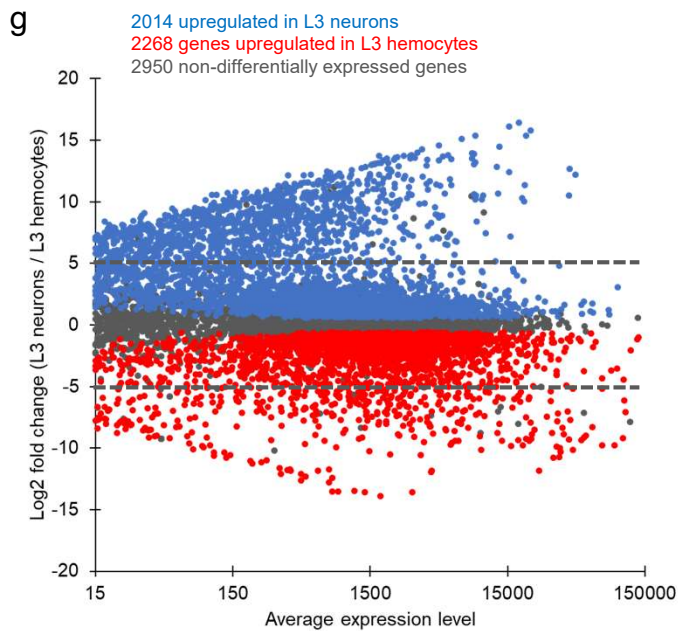 g
2014 upregulated in L3 neurons
2268 genes upregulated in L3 hemocytes
2950 non-differentially expressed genes
Log2 fold change (L3 neurons / L3 hemocytes)
20
15
10
5
0
-5
-10
-15
-20
15
150
1500
15000
150000
Average expression level